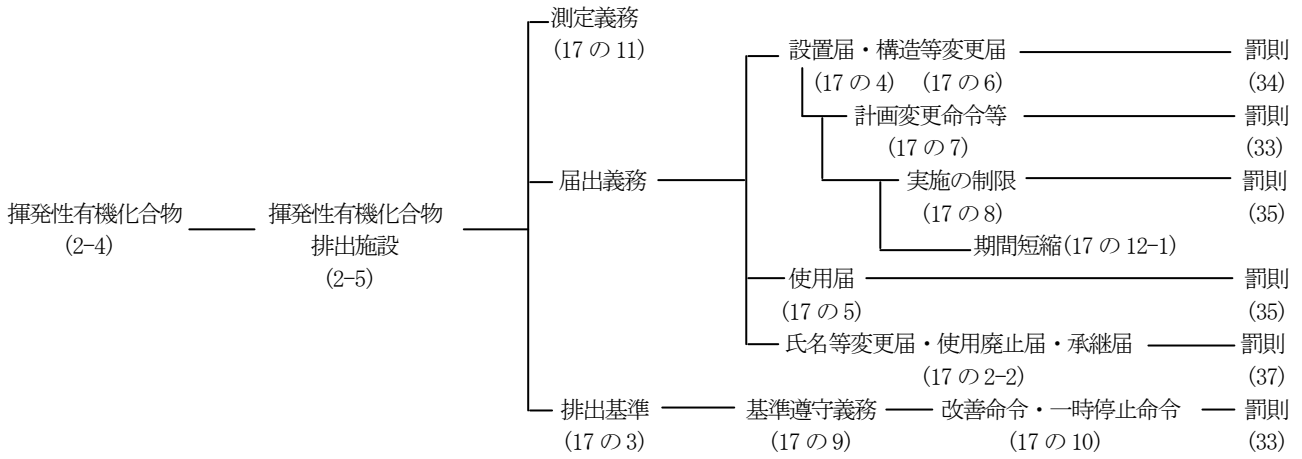 測定義務
(17 の 11)
設置届・構造等変更届 罰則
(17 の 4) (17 の 6) (34)
計画変更命令等 罰則
(17 の 7) (33)
届出義務 実施の制限 罰則
(17 の 8) (35)
揮発性有機化合物 揮発性有機化合物
(2-4) 排出施設 期間短縮(17 の 12-1)
(2-5)
使用届 罰則
(17 の 5) (35)
氏名等変更届・使用廃止届・承継届 罰則
(17 の 2-2) (37)
排出基準 基準遵守義務 改善命令・一時停止命令 罰則
(17 の 3) (17 の 9) (17 の 10) (33)